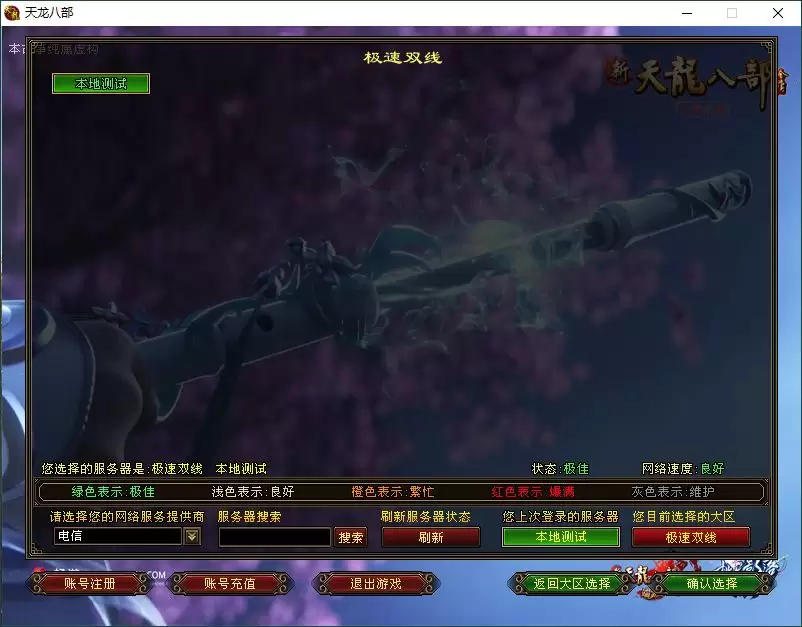 天龙八部
极速双线
本地测试
新天龍八部
您选择的服务器是:极速双线 本地测试 状态:极佳 网络速度:良好
绿色表示:极佳 浅色表示:良好 橙色表示:繁忙 红色表示:爆满 灰色表示:维护
请选择您的网络服务提供商 服务器搜索 刷新服务器状态 您上次登录的服务器 您目前选择的大区
电信 搜索 刷新 本地测试 极速双线
账号注册 账号充值 退出游戏 返回大区选择 确认选择